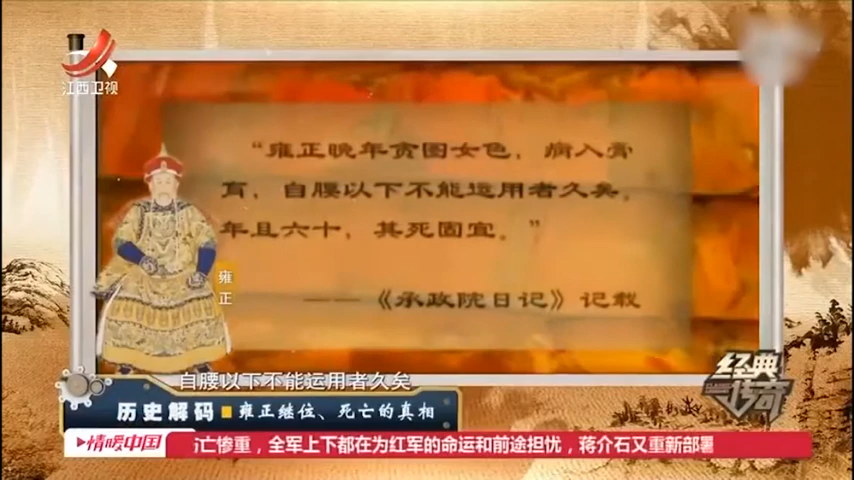 江西卫视
“雍正晚年贪图女色，病入膏
肓，自腰以下不能运用者久矣。
年且六十，其死固宜。”
——《承政院日记》记载
雍正
自腰以下不能运用者久矣
经典
传奇
历史解码 雍正继位、死亡的真相
情暖中国 亡惨重，全军上下都在为红军的命运和前途担忧，蒋介石又重新部署